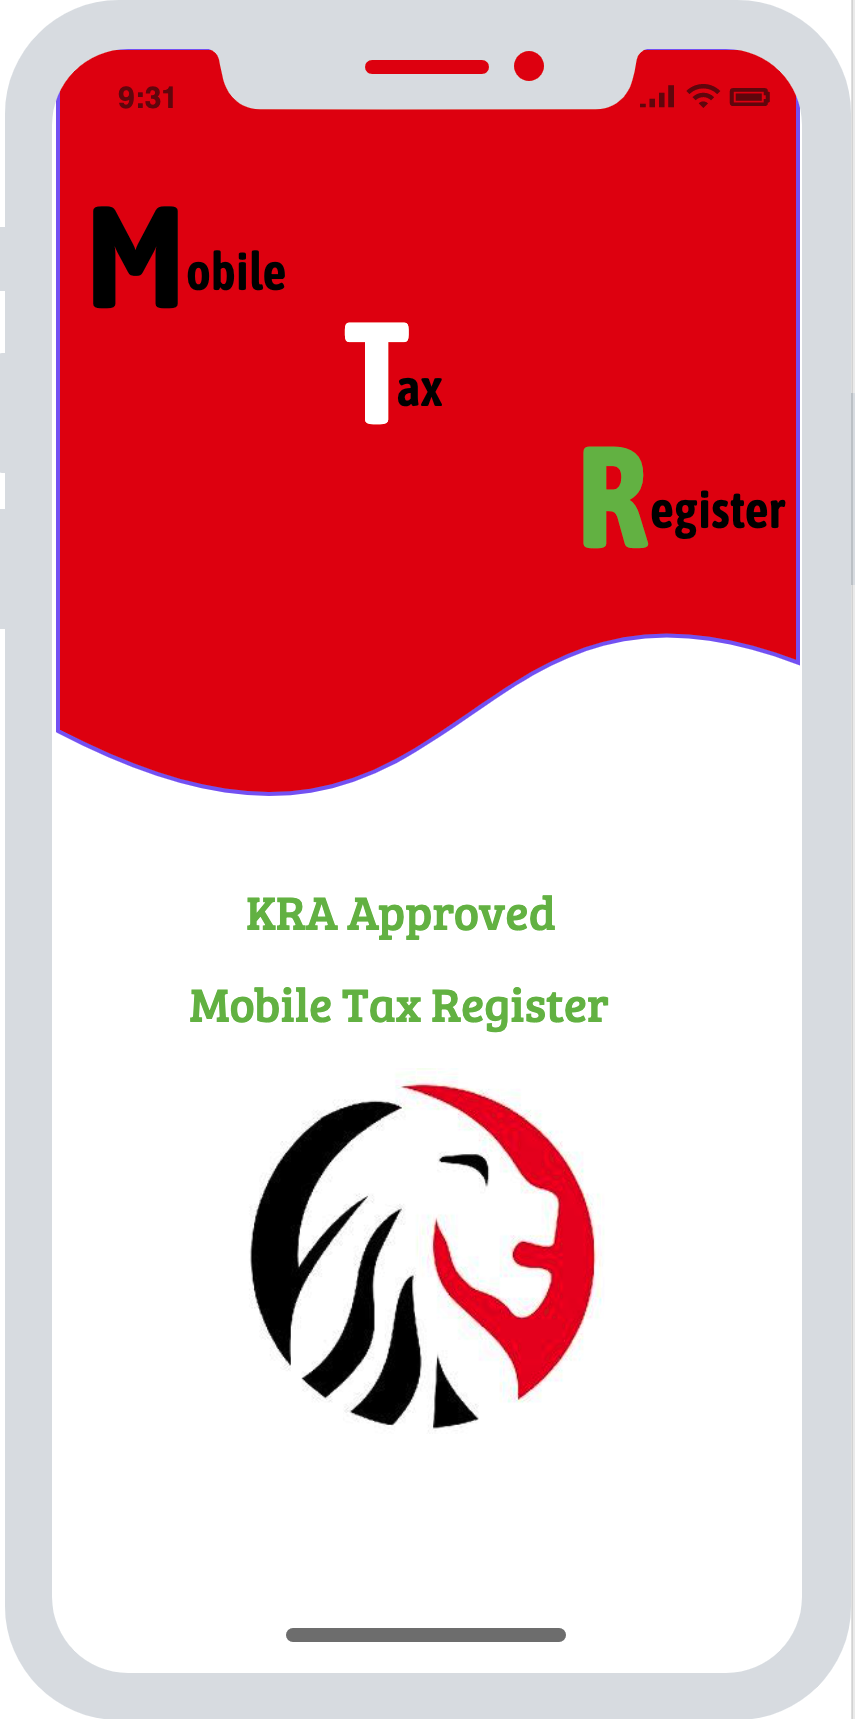 9:31
Mobile
Tax
Register
KRA Approved
Mobile Tax Register